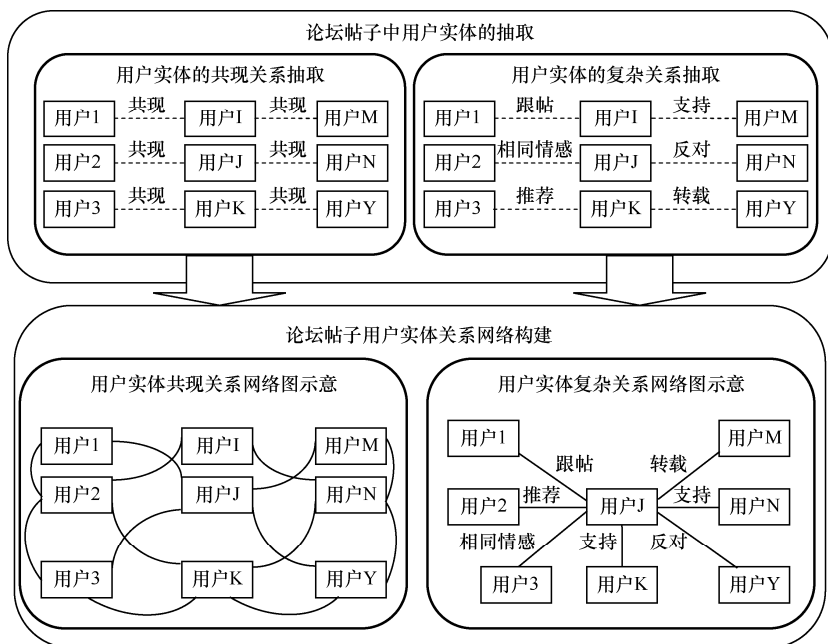 论坛帖子中用户实体的抽取
用户实体的共现关系抽取
用户1 共现 用户I 共现 用户M
用户2 共现 用户J 共现 用户N
用户3 共现 用户K 共现 用户Y
用户实体的复杂关系抽取
用户1 跟帖 用户I 支持 用户M
用户2 相同情感 用户J 反对 用户N
用户3 推荐 用户K 转载 用户Y
论坛帖子用户实体关系网络构建
用户实体共现关系网络图示意
用户1 用户I 用户M
用户2 用户J 用户N
用户3 用户K 用户Y
用户实体复杂关系网络图示意
用户1 用户M
跟帖 转载
用户2 推荐 用户J 支持 用户N
相同情感 支持 反对
用户3 用户K 用户Y